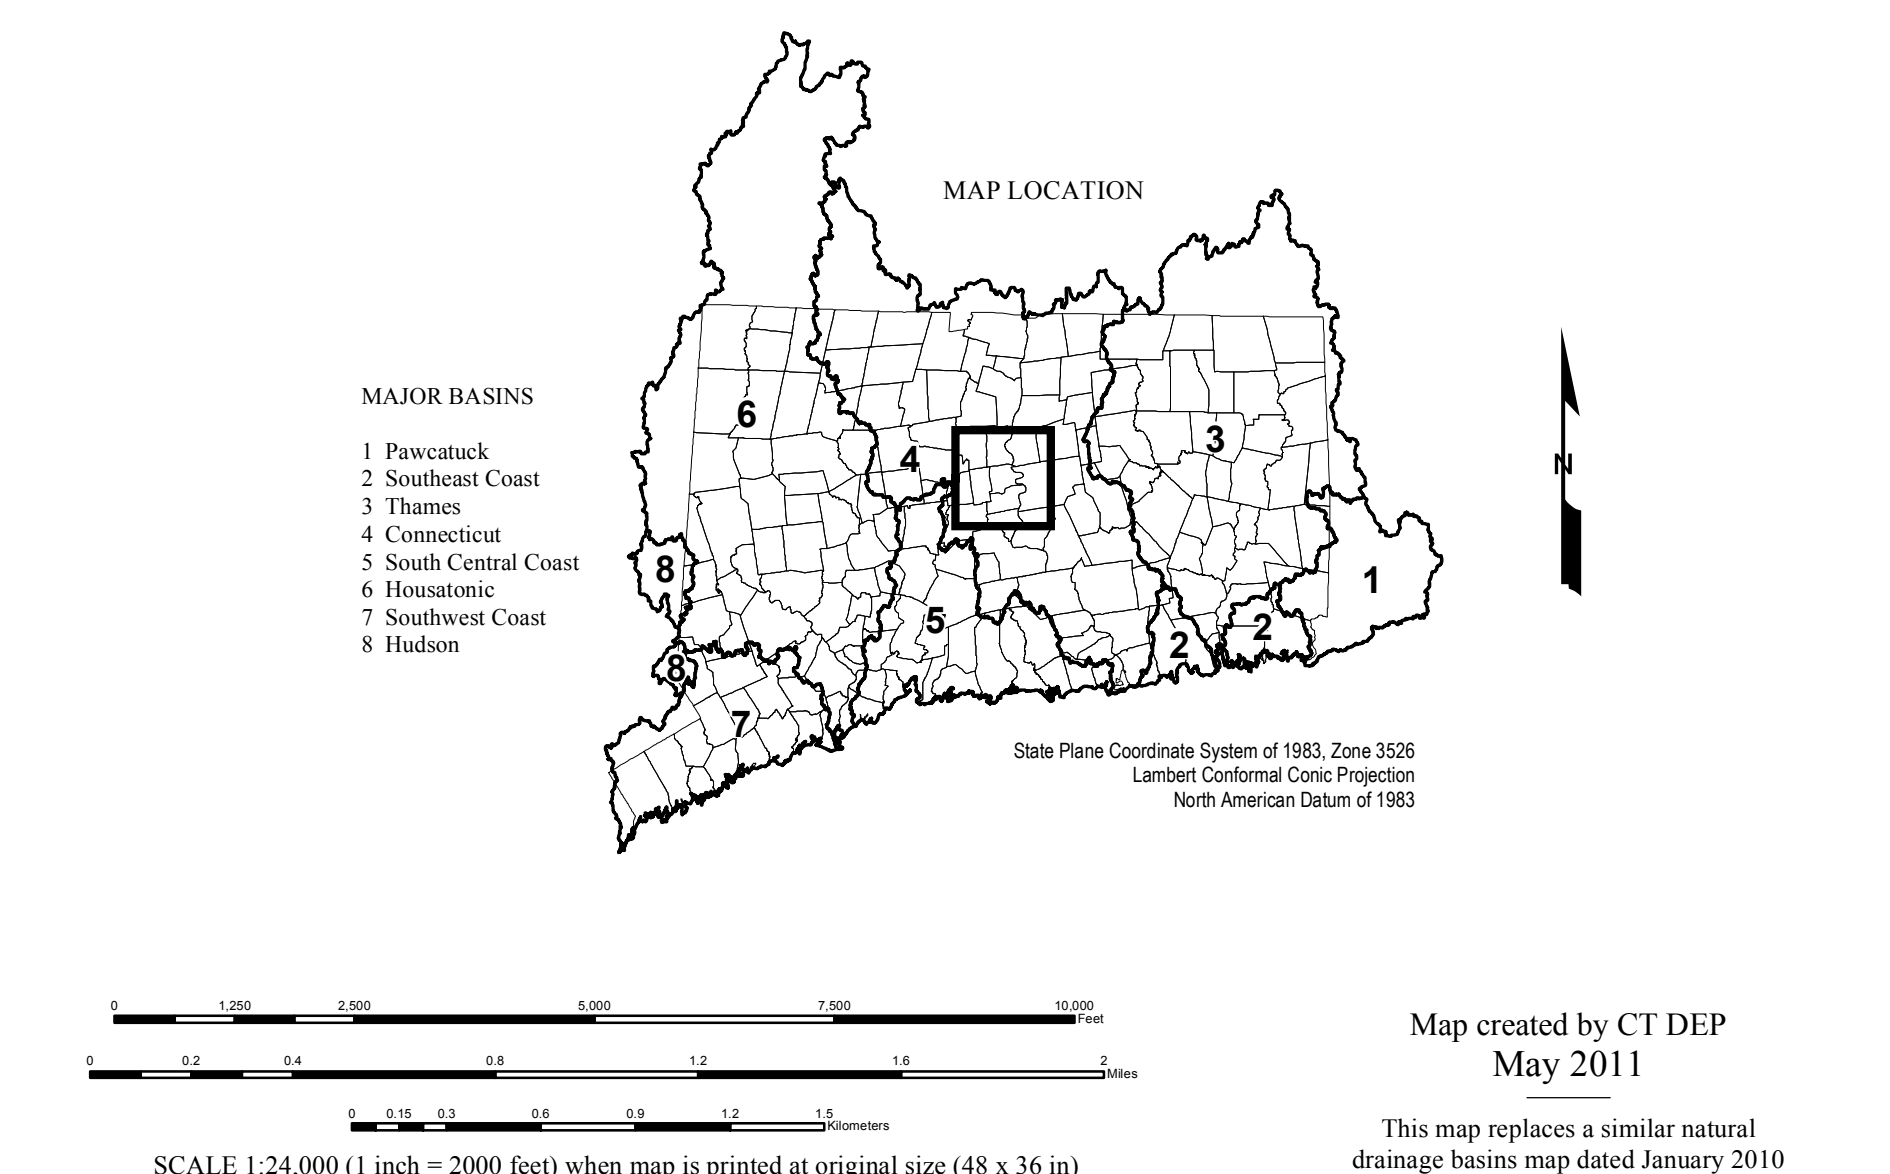 MAP LOCATION
MAJOR BASINS
1 Pawcatuck
2 Southeast Coast
3 Thames
4 Connecticut
5 South Central Coast
6 Housatonic
7 Southwest Coast
8 Hudson
6
4
3
8
1
5
2
2
8
7
N
State Plane Coordinate System of 1983, Zone 3526
Lambert Conformal Conic Projection
North American Datum of 1983
0 1,250 2,500 5,000 7,500 10,000
Feet
0 0.2 0.4 0.8 1.2 1.6 2
Miles
0 0.15 0.3 0.6 0.9 1.2 1.5
Kilometers
SCALE 1:24,000 (1 inch = 2000 feet) when map is printed at original size (48 x 36 in)
Map created by CT DEP
May 2011
This map replaces a similar natural
drainage basins map dated January 2010